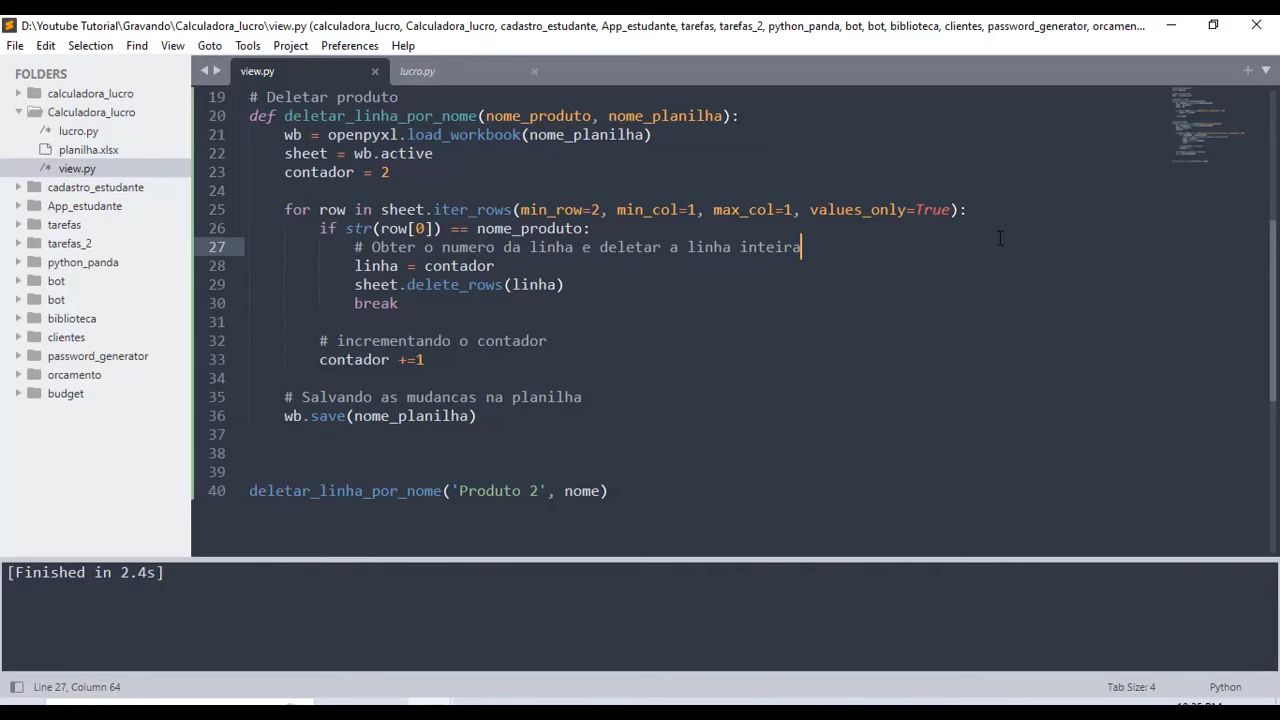 D:\Youtube Tutorial\Gravando\Calculadora_lucro\view.py (calculadora_lucro, Calculadora_lucro, cadastro_estudante, App_estudante, tarefas, tarefas_2, python_panda, bot, bot, biblioteca, clientes, password_generator, orcamen...
File Edit Selection Find View Goto Tools Project Preferences Help
FOLDERS
calculadora_lucro
Calculadora_lucro
/* lucro.py
planilha.xlsx
/* view.py
cadastro_estudante
App_estudante
tarefas
tarefas_2
python_panda
bot
bot
biblioteca
clientes
password_generator
orcamento
budget
view.py × lucro.py ×
19 # Deletar produto
20 def deletar_linha_por_nome(nome_produto, nome_planilha):
21 wb = openpyxl.load_workbook(nome_planilha)
22 sheet = wb.active
23 contador = 2
24
25 for row in sheet.iter_rows(min_row=2, min_col=1, max_col=1, values_only=True):
26 if str(row[0]) == nome_produto:
27 # Obter o numero da linha e deletar a linha inteira
28 linha = contador
29 sheet.delete_rows(linha)
30 break
31
32 # incrementando o contador
33 contador +=1
34
35 # Salvando as mudancas na planilha
36 wb.save(nome_planilha)
37
38
39
40 deletar_linha_por_nome('Produto 2', nome)
[Finished in 2.4s]
Line 27, Column 64 Tab Size: 4 Python